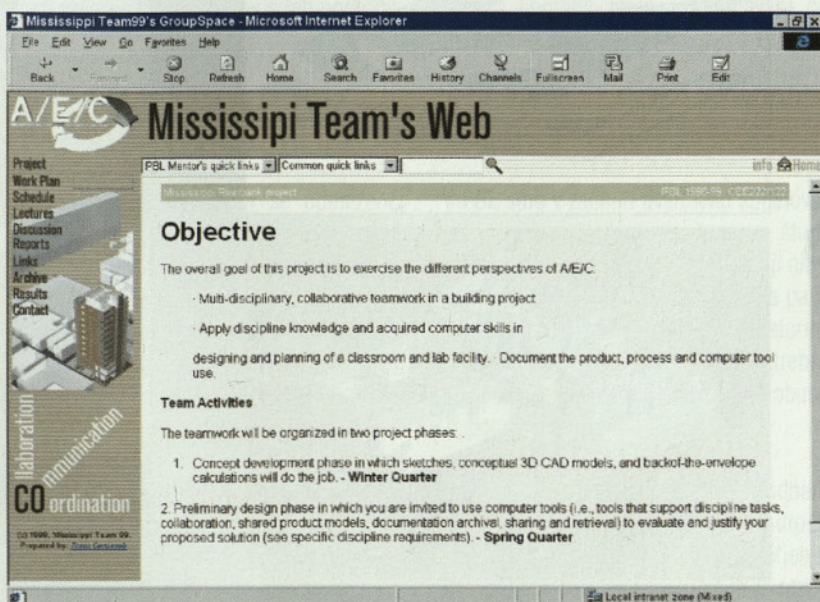 Mississippi Team99's GroupSpace - Microsoft Internet Explorer
File Edit View Go Favorites Help
Back Forward Stop Refresh Home Search Favorites History Channels Fullscreen Mail Print Edit
A/E/C
Mississipi Team's Web
PBL Mentor's quick links Common quick links
info Home
Project
Work Plan
Schedule
Lectures
Discussion
Reports
Links
Archive
Results
Contact
Objective
The overall goal of this project is to exercise the different perspectives of A/E/C:
· Multi-disciplinary, collaborative teamwork in a building project
· Apply discipline knowledge and acquired computer skills in
designing and planning of a classroom and lab facility. · Document the product, process and computer tool
use.
Team Activities
The teamwork will be organized in two project phases: .
1. Concept development phase in which sketches, conceptual 3D CAD models, and backof-the-envelope
calculations will do the job. - Winter Quarter
2. Preliminary design phase in which you are invited to use computer tools (i.e., tools that support discipline tasks,
collaboration, shared product models, documentation archival, sharing and retrieval) to evaluate and justify your
proposed solution (see specific discipline requirements). - Spring Quarter
llaboration
mmunication
CO ordination
1999, Mississippi Team 99.
Prepared by:
Local intranet zone (Mixed)